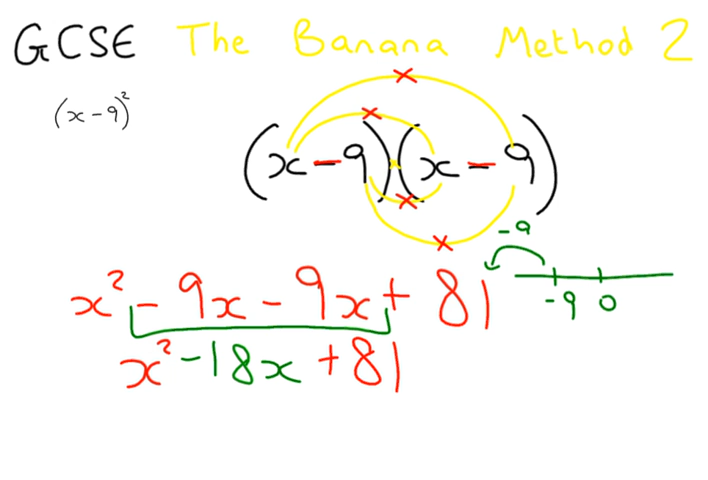 GCSE The Banana Method 2
(x-9)²
(x-9)(x-9)
-9
x² - 9x - 9x + 81
-9 0
x² - 18x + 81